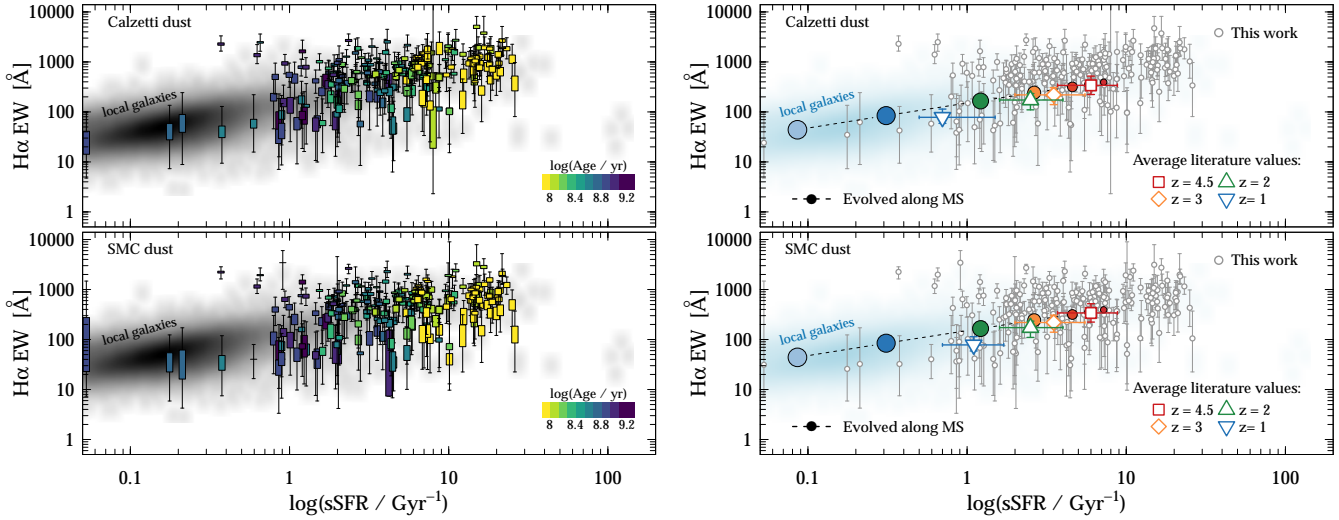 Calzetti dust
10000
1000
100
10
1
Hα EW [Å]
local galaxies
log(Age / yr)
8 8.4 8.8 9.2
SMC dust
10000
1000
100
10
1
Hα EW [Å]
local galaxies
log(Age / yr)
8 8.4 8.8 9.2
0.1 1 10 100
log(sSFR / Gyr⁻¹)
Calzetti dust
This work
10000
1000
100
10
1
Hα EW [Å]
local galaxies
Average literature values:
z = 4.5 z = 2
z = 3 z= 1
Evolved along MS
SMC dust
This work
10000
1000
100
10
1
Hα EW [Å]
local galaxies
Average literature values:
z = 4.5 z = 2
z = 3 z= 1
Evolved along MS
0.1 1 10 100
log(sSFR / Gyr⁻¹)